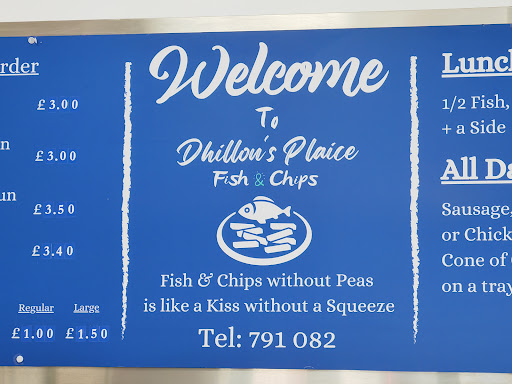 rder
£3.00
n
£3.00
un
£3.50
£3.40
Regular Large
£1.00 £1.50
Welcome
To
Dhillon's Plaice
Fish & Chips
Fish & Chips without Peas
is like a Kiss without a Squeeze
Tel: 791 082
Lunch
1/2 Fish,
+ a Side
All Da
Sausage,
or Chick
Cone of
on a tray